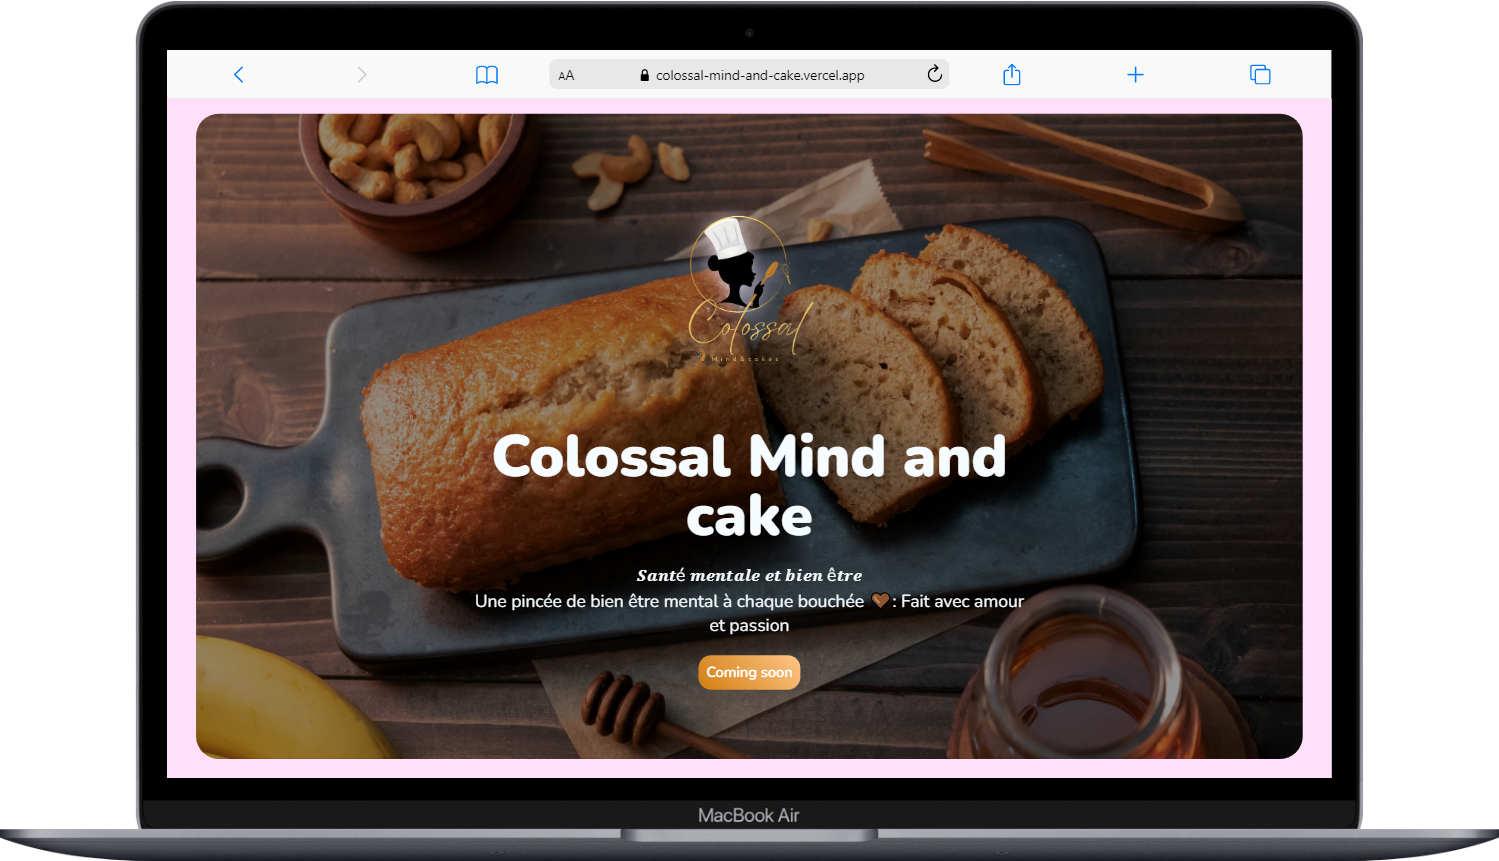 AA
colossal-mind-and-cake.vercel.app
Colossal
Mind&cakes
Colossal Mind and
cake
Santé mentale et bien être
Une pincée de bien être mental à chaque bouchée 🤎: Fait avec amour
et passion
Coming soon
MacBook Air